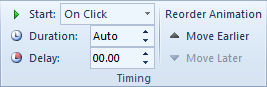 Start: On Click
Reorder Animation
Duration: Auto
Move Earlier
Delay: 00.00
Move Later
Timing